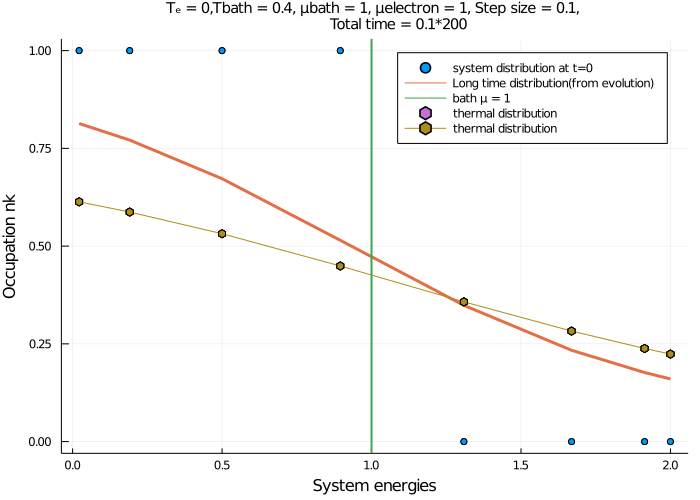 Tₑ = 0,Tbath = 0.4, μbath = 1, μelectron = 1, Step size = 0.1,
Total time = 0.1*200
system distribution at t=0
Long time distribution(from evolution)
bath μ = 1
thermal distribution
thermal distribution
Occupation nk
1.00
0.75
0.50
0.25
0.00
0.0 0.5 1.0 1.5 2.0
System energies